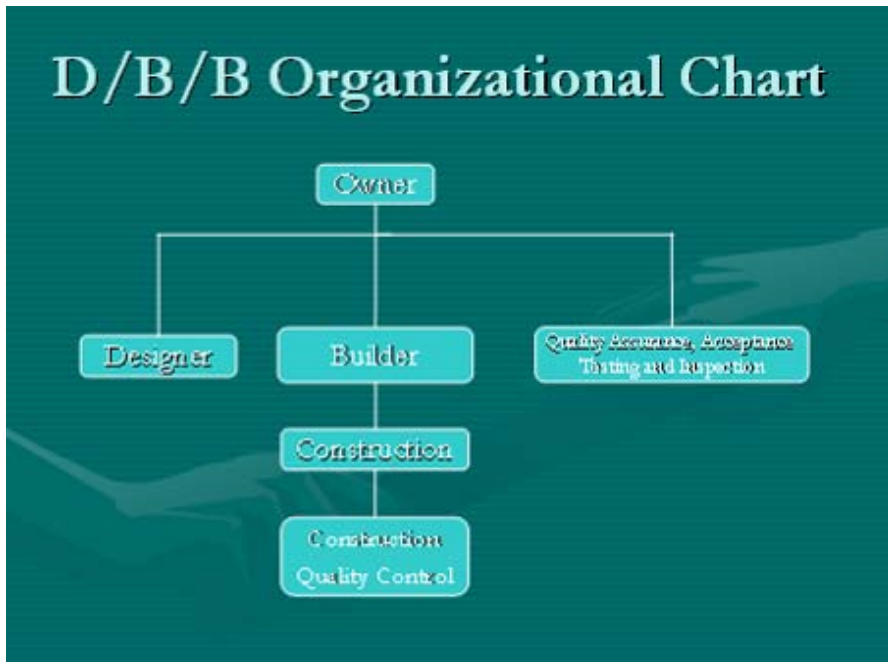 D/B/B Organizational Chart
Owner
Designer
Builder
Quality Assurance, Acceptance
Testing and Inspection
Construction
Construction
Quality Control